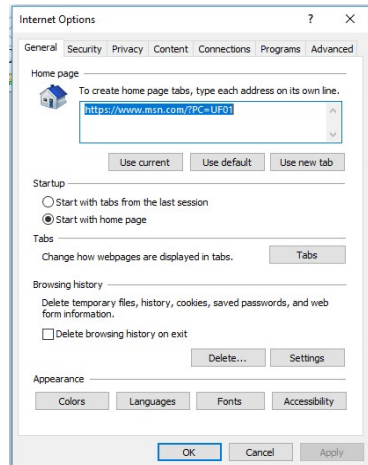 Internet Options ? X
General Security Privacy Content Connections Programs Advanced
Home page
To create home page tabs, type each address on its own line.
https://www.msn.com/?PC=UF01
Use current Use default Use new tab
Startup
Start with tabs from the last session
Start with home page
Tabs
Change how webpages are displayed in tabs. Tabs
Browsing history
Delete temporary files, history, cookies, saved passwords, and web
form information.
Delete browsing history on exit
Delete... Settings
Appearance
Colors Languages Fonts Accessibility
OK Cancel Apply